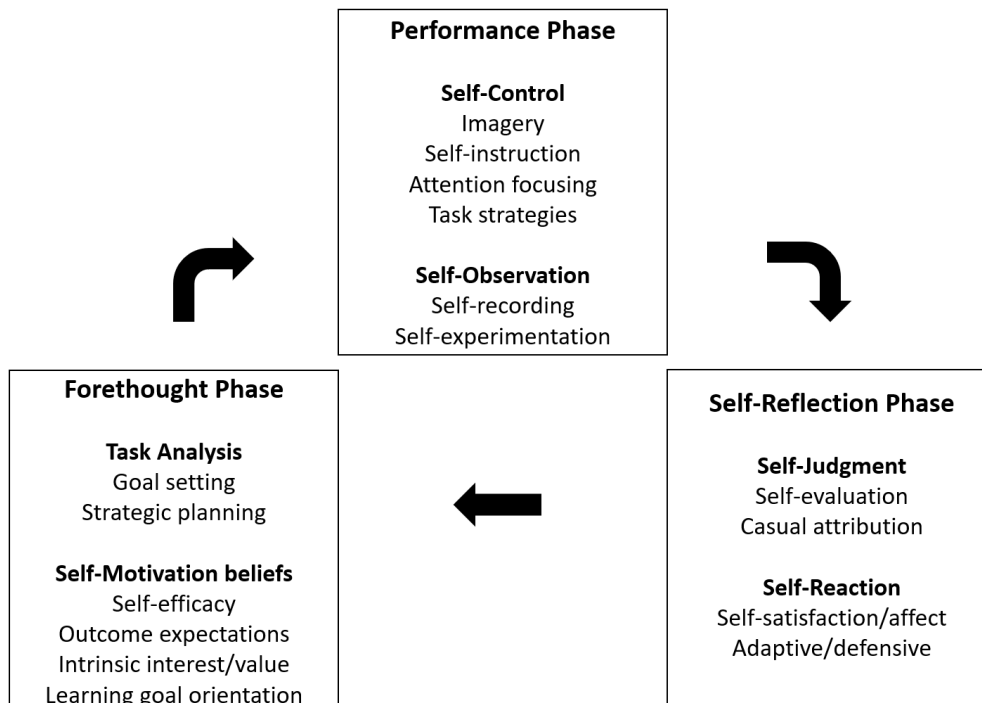 Performance Phase
Self-Control
Imagery
Self-instruction
Attention focusing
Task strategies
Self-Observation
Self-recording
Self-experimentation
Forethought Phase
Task Analysis
Goal setting
Strategic planning
Self-Motivation beliefs
Self-efficacy
Outcome expectations
Intrinsic interest/value
Learning goal orientation
Self-Reflection Phase
Self-Judgment
Self-evaluation
Casual attribution
Self-Reaction
Self-satisfaction/affect
Adaptive/defensive